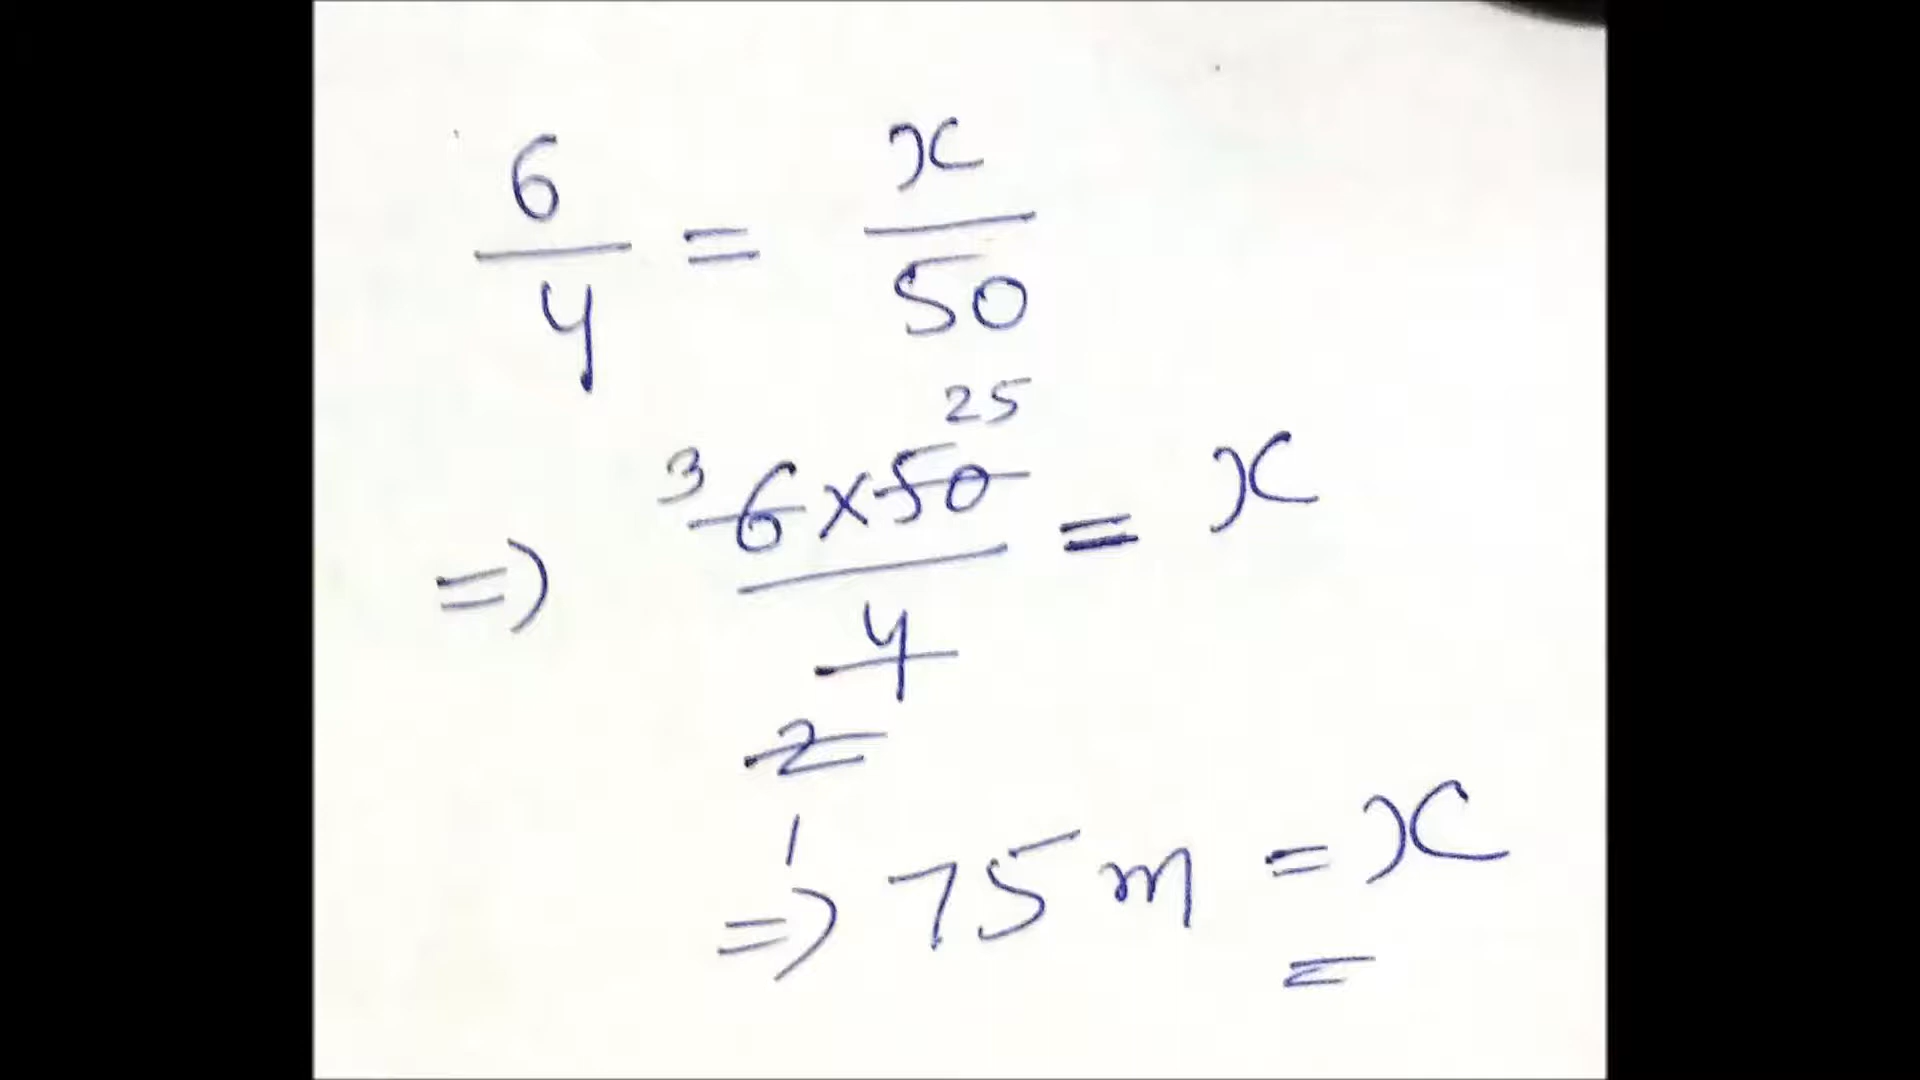 6/4 = x/50
25
=> 3 6 x 50 / 4 = x
2
1
=> 75 m = x